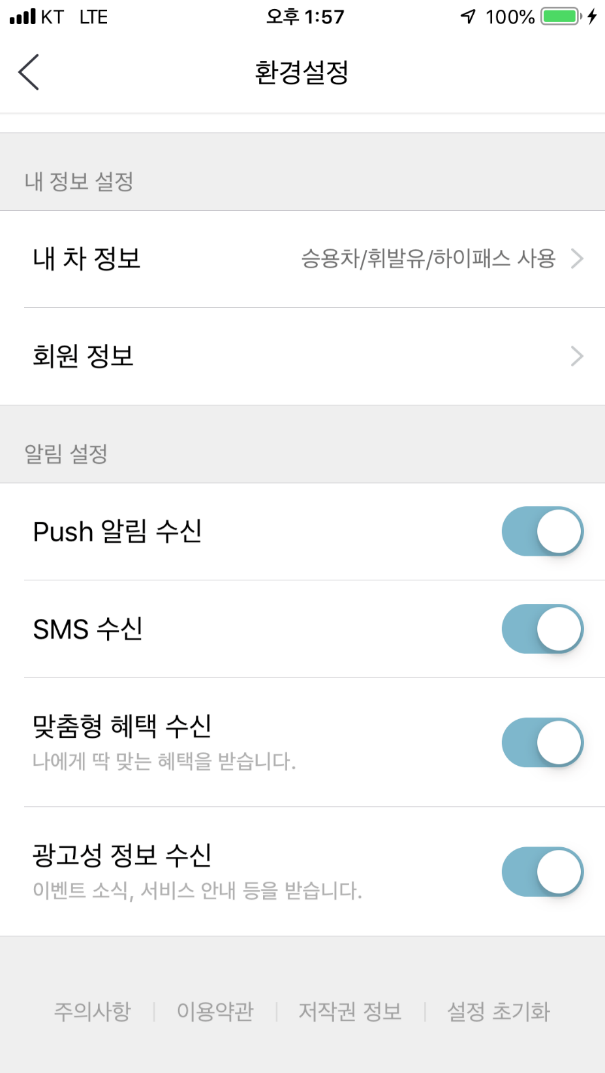 KT LTE 오후 1:57 100%
환경설정
내 정보 설정
내 차 정보 승용차/휘발유/하이패스 사용
회원 정보
알림 설정
Push 알림 수신
SMS 수신
맞춤형 혜택 수신
나에게 딱 맞는 혜택을 받습니다.
광고성 정보 수신
이벤트 소식, 서비스 안내 등을 받습니다.
주의사항 이용약관 저작권 정보 설정 초기화